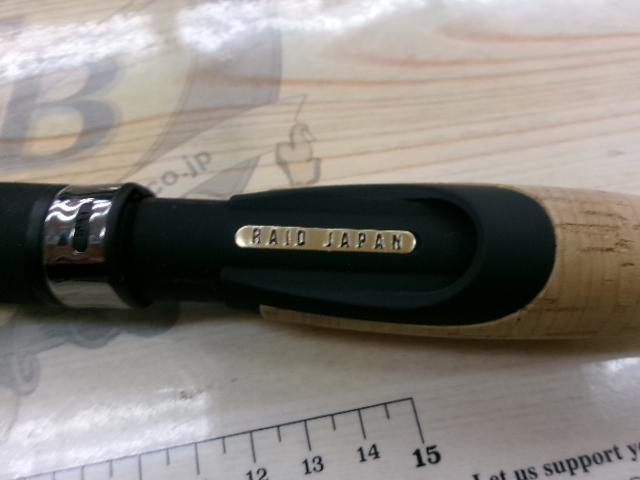 B
.co.jp
RAID JAPAN
12 13 14 15
Let us support